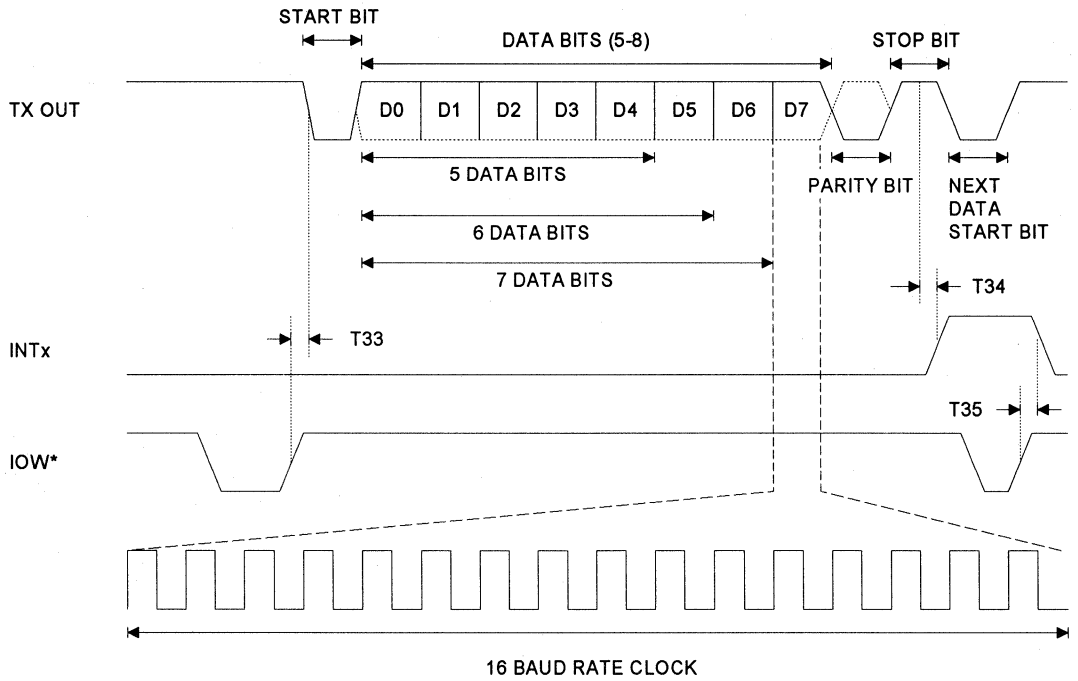 START BIT
DATA BITS (5-8)
STOP BIT
TX OUT
D0 D1 D2 D3 D4 D5 D6 D7
5 DATA BITS
PARITY BIT
NEXT
DATA
START BIT
6 DATA BITS
7 DATA BITS
T34
T33
INTx
T35
IOW*
16 BAUD RATE CLOCK